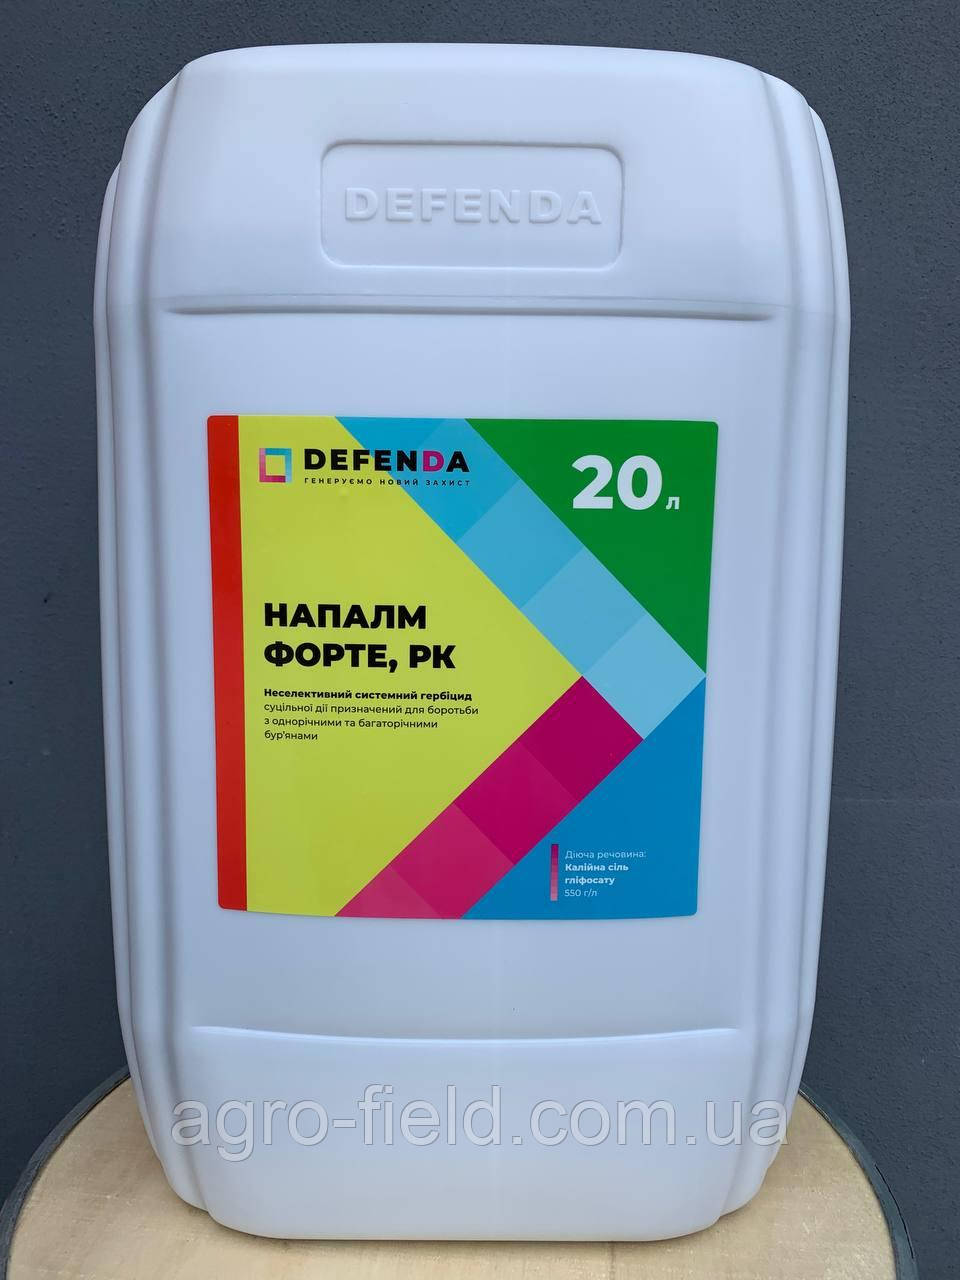 DEFENDA
DEFENDA
ГЕНЕРУЄМО НОВИЙ ЗАХИСТ
20 л
НАПАЛМ
ФОРТЕ, РК
Неселективний системний гербіцид
суцільної дії призначений для боротьби
з однорічними та багаторічними
бур'янами
Діюча речовина:
Калійна сіль
гліфосату
550 г/л
agro-field.com.ua